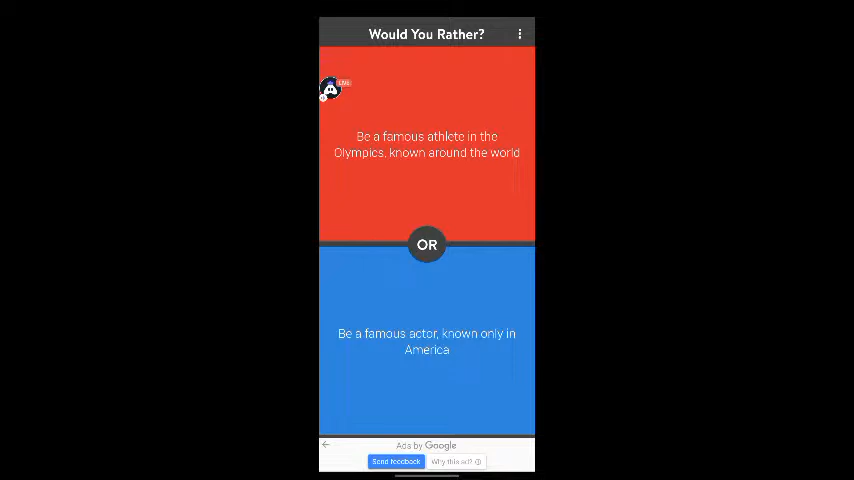 Would You Rather?
LIVE
Be a famous athlete in the
Olympics, known around the world
OR
Be a famous actor, known only in
America
Ads by Google
Send feedback
Why this ad?